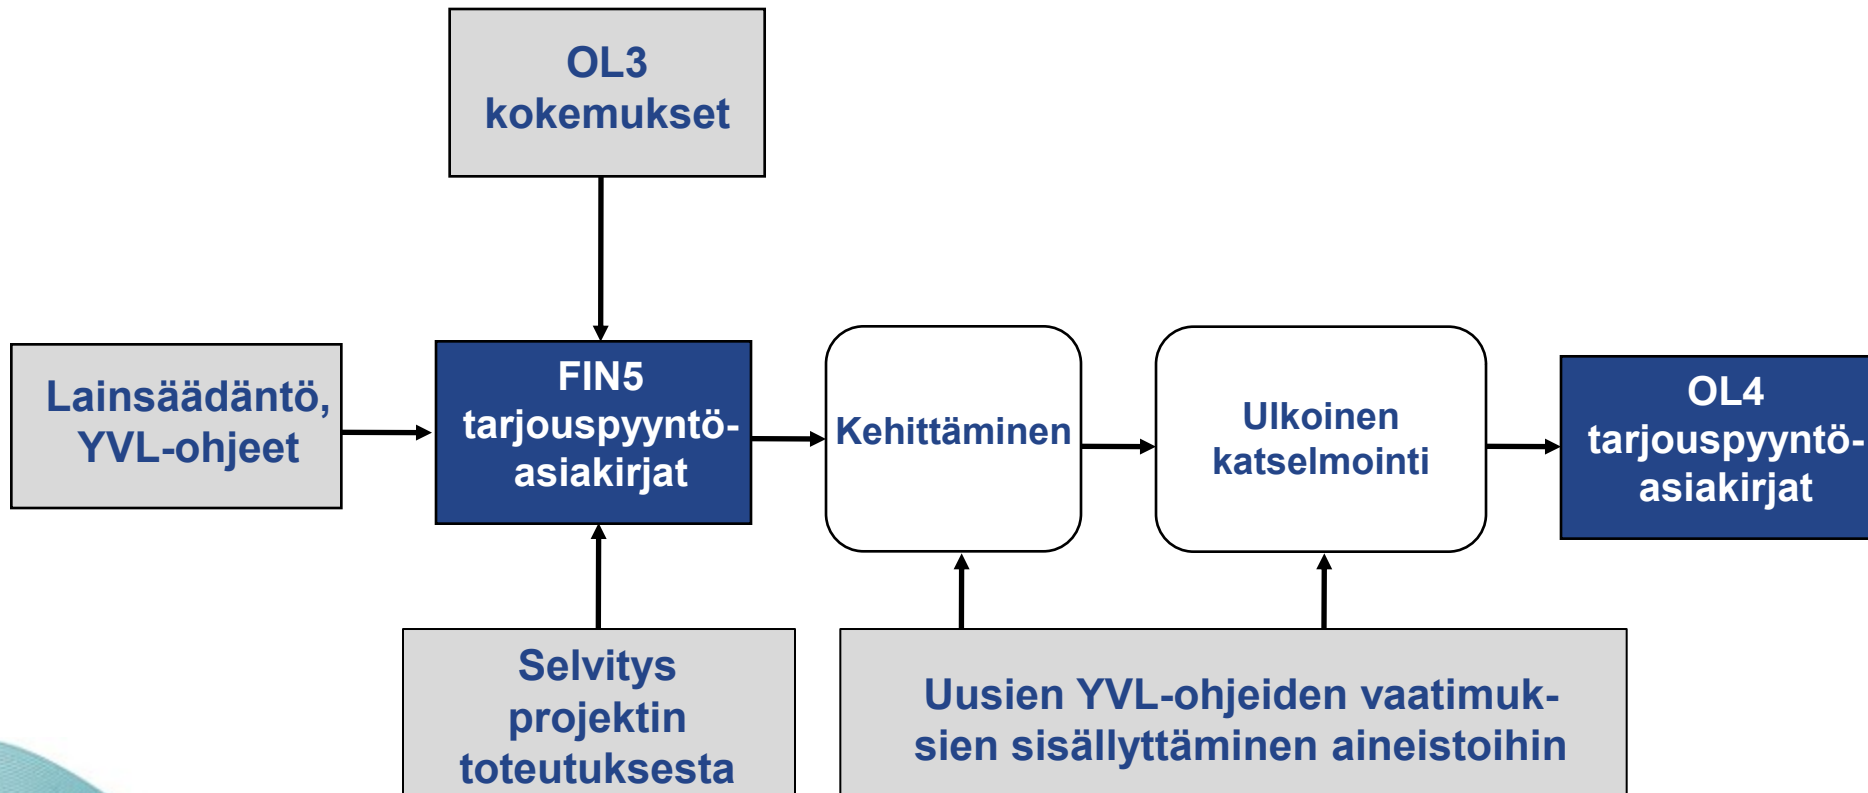 OL3
kokemukset
Lainsäädäntö,
YVL-ohjeet
FIN5
tarjouspyyntö-
asiakirjat
Kehittäminen
Ulkoinen
katselmointi
OL4
tarjouspyyntö-
asiakirjat
Selvitys
projektin
toteutuksesta
Uusien YVL-ohjeiden vaatimuk-
sien sisällyttäminen aineistoihin